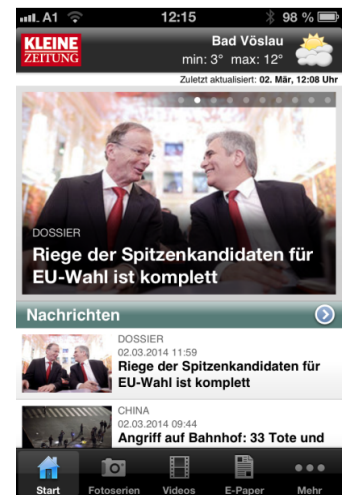 A1 12:15 98 %
KLEINE
ZEITUNG
Bad Vöslau
min: 3° max: 12°
Zuletzt aktualisiert: 02. Mär, 12:08 Uhr
DOSSIER
Riege der Spitzenkandidaten für
EU-Wahl ist komplett
Nachrichten
DOSSIER
02.03.2014 11:59
Riege der Spitzenkandidaten für
EU-Wahl ist komplett
CHINA
02.03.2014 09:44
Angriff auf Bahnhof: 33 Tote und
Start Fotoserien Videos E-Paper Mehr